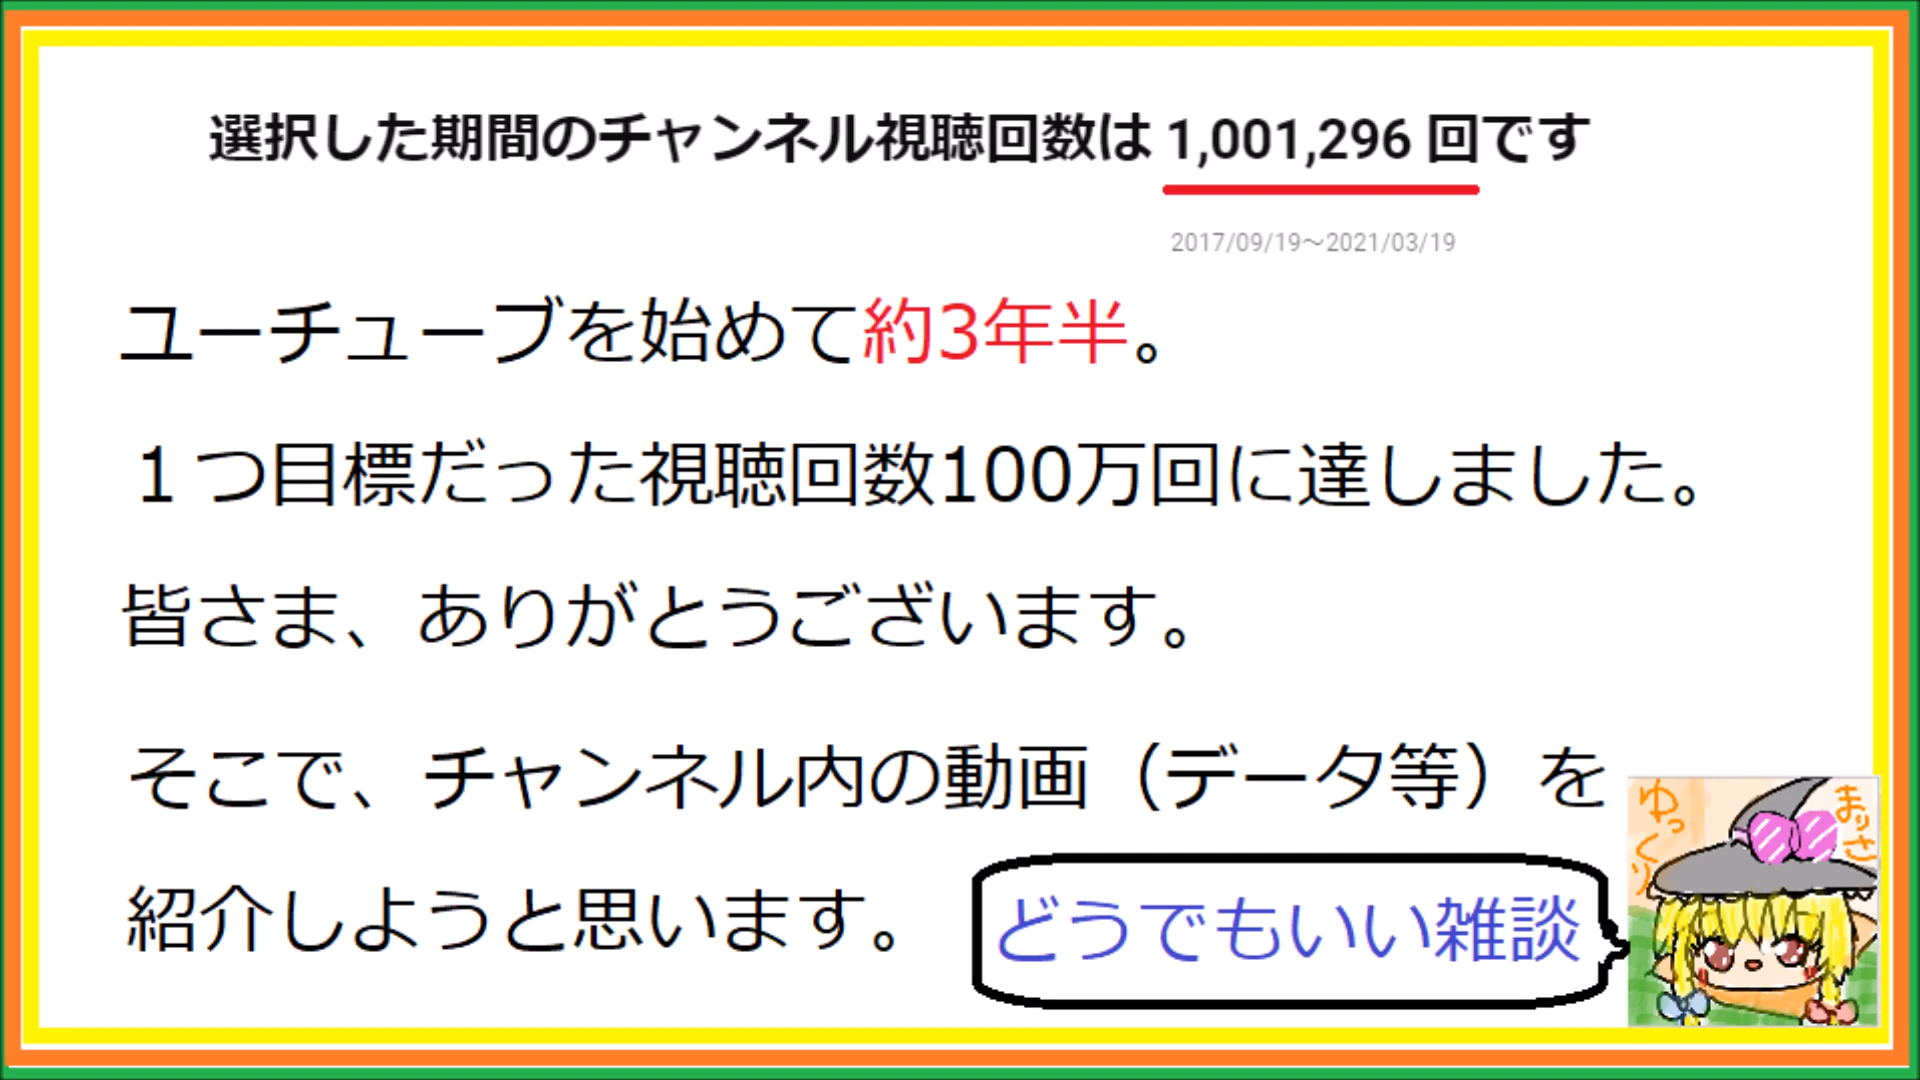 選択した期間のチャンネル視聴回数は 1,001,296 回です
2017/09/19～2021/03/19
ユーチューブを始めて約3年半。
１つ目標だった視聴回数100万回に達しました。
皆さま、ありがとうございます。
そこで、チャンネル内の動画（データ等）を
紹介しようと思います。
どうでもいい雑談
ゆっくり
まりさ